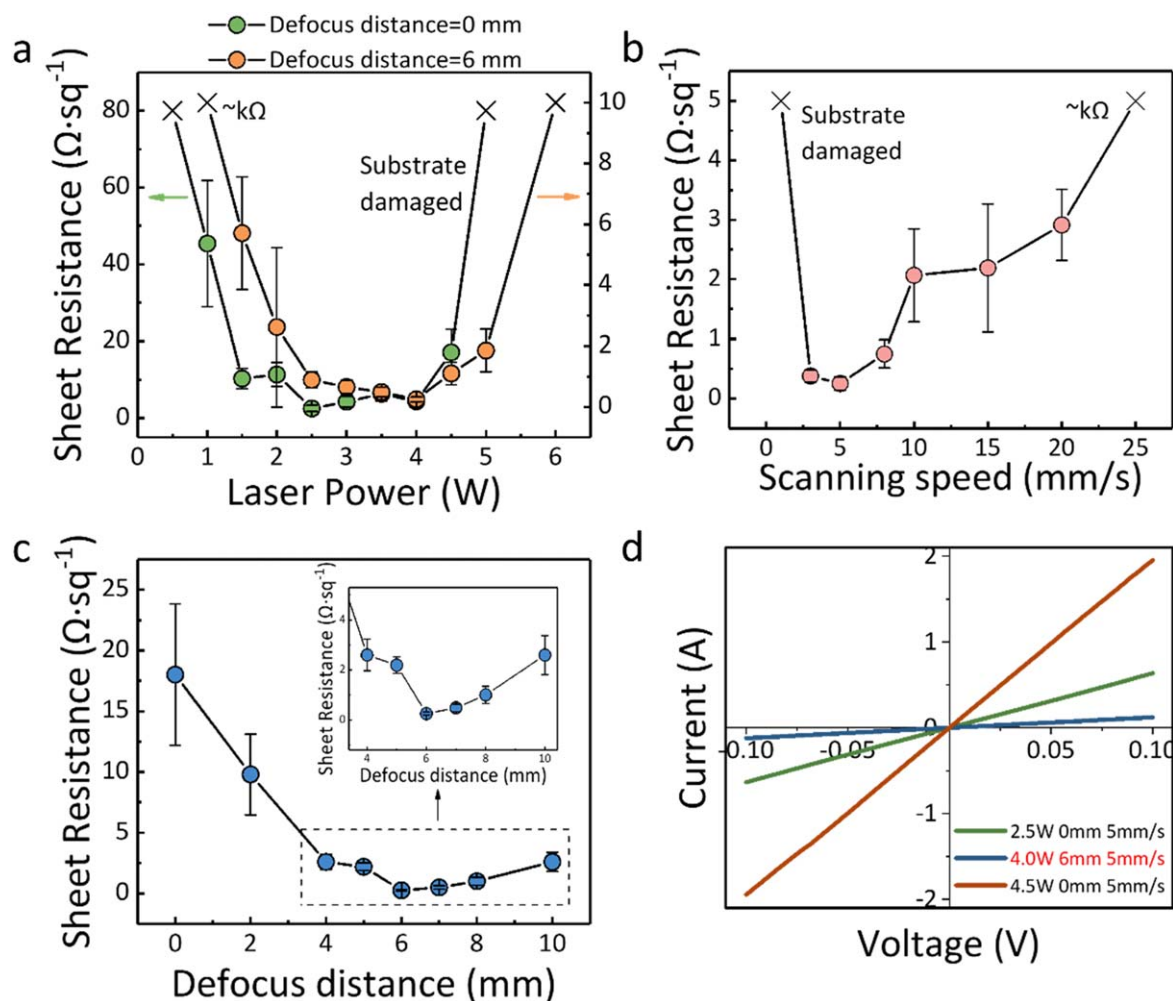 a
Defocus distance=0 mm
Defocus distance=6 mm
Sheet Resistance (Ω·sq⁻¹)
80
60
40
20
0
10
8
6
4
2
0
~kΩ
Substrate
damaged
0 1 2 3 4 5 6
Laser Power (W)
b
Sheet Resistance (Ω·sq⁻¹)
5
4
3
2
1
0
Substrate
damaged
~kΩ
0 5 10 15 20 25
Scanning speed (mm/s)
c
Sheet Resistance (Ω·sq⁻¹)
25
20
15
10
5
0
Sheet Resistance (Ω·sq⁻¹)
4
2
0
4 6 8 10
Defocus distance (mm)
0 2 4 6 8 10
Defocus distance (mm)
d
Current (A)
2
1
0
-1
-2
-0.10 -0.05 0.05 0.10
2.5W 0mm 5mm/s
4.0W 6mm 5mm/s
4.5W 0mm 5mm/s
Voltage (V)